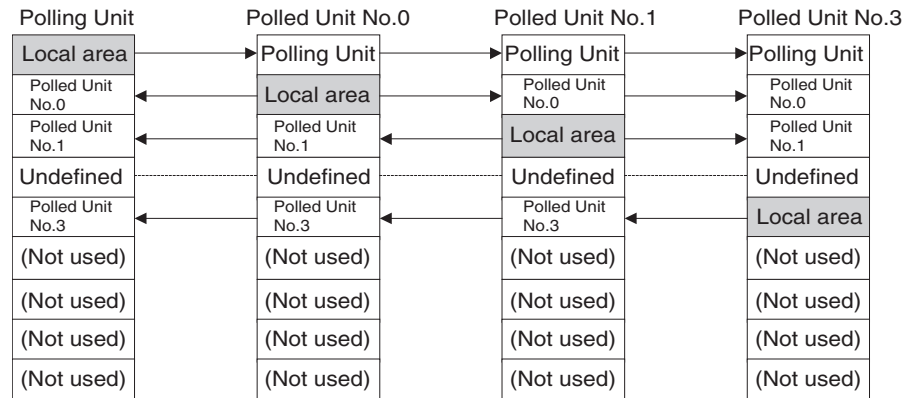 Polling Unit Polled Unit No.0 Polled Unit No.1 Polled Unit No.3
Local area Polling Unit Polling Unit Polling Unit
Polled Unit No.0 Local area Polled Unit No.0 Polled Unit No.0
Polled Unit No.1 Polled Unit No.1 Local area Polled Unit No.1
Undefined Undefined Undefined Undefined
Polled Unit No.3 Polled Unit No.3 Polled Unit No.3 Local area
(Not used) (Not used) (Not used) (Not used)
(Not used) (Not used) (Not used) (Not used)
(Not used) (Not used) (Not used) (Not used)
(Not used) (Not used) (Not used) (Not used)